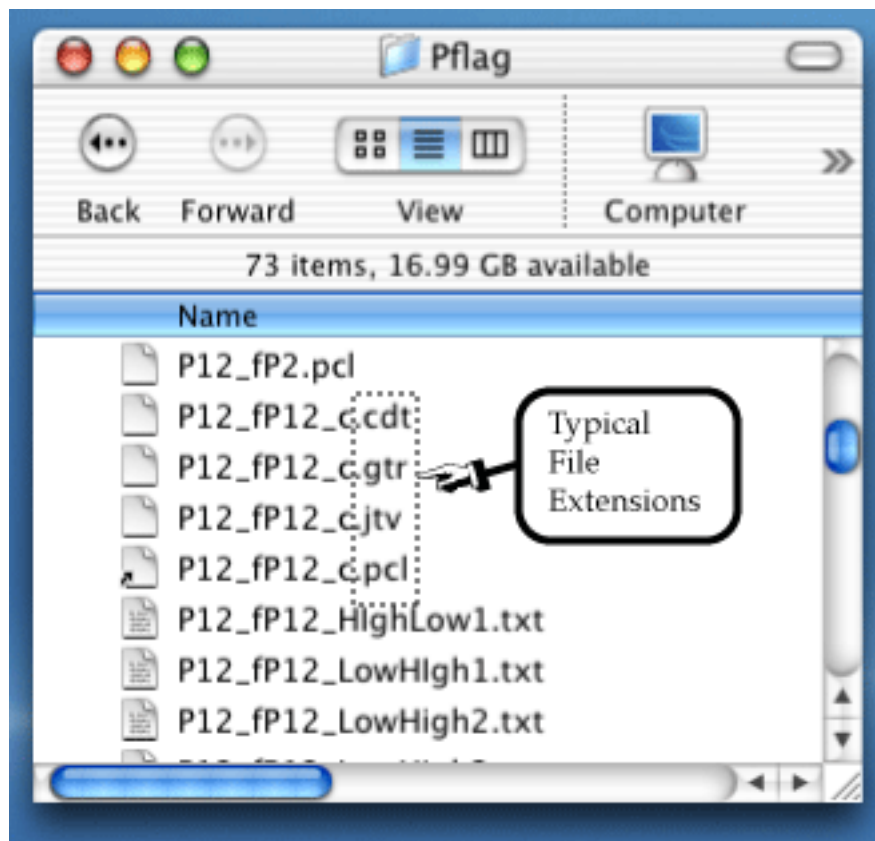 Pflag
Back Forward View Computer
73 items, 16.99 GB available
Name
P12_fP2.pcl
P12_fP12_c.cdt
P12_fP12_c.gtr
P12_fP12_c.jtv
P12_fP12_c.pcl
P12_fP12_HIghLow1.txt
P12_fP12_LowHIgh1.txt
P12_fP12_LowHigh2.txt
Typical
File
Extensions